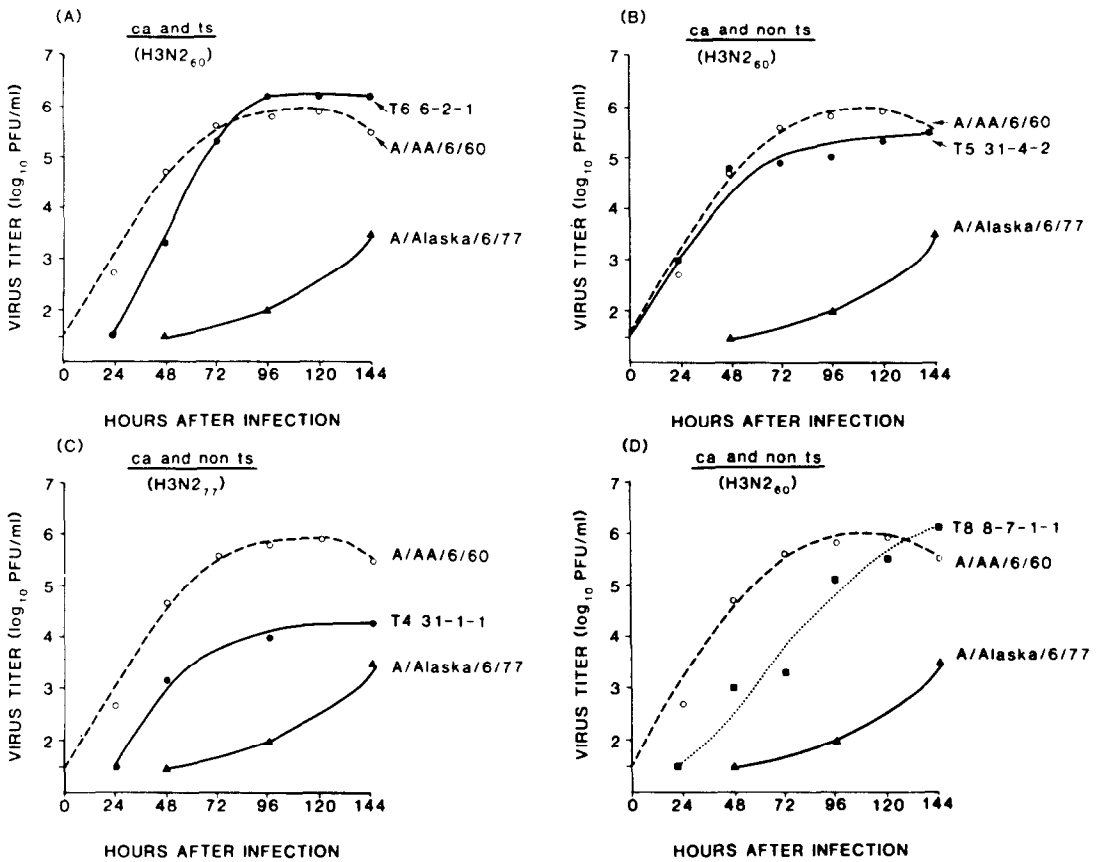 (A)
ca and ts
(H3N2₆₀)
VIRUS TITER (log₁₀ PFU/ml)
7
6
5
4
3
2
T6 6-2-1
A/AA/6/60
A/Alaska/6/77
0 24 48 72 96 120 144
HOURS AFTER INFECTION
(B)
ca and non ts
(H3N2₆₀)
VIRUS TITER (log₁₀ PFU/ml)
7
6
5
4
3
2
A/AA/6/60
T5 31-4-2
A/Alaska/6/77
0 24 48 72 96 120 144
HOURS AFTER INFECTION
(C)
ca and non ts
(H3N2₇₇)
VIRUS TITER (log₁₀ PFU/ml)
7
6
5
4
3
2
A/AA/6/60
T4 31-1-1
A/Alaska/6/77
0 24 48 72 96 120 144
HOURS AFTER INFECTION
(D)
ca and non ts
(H3N2₆₀)
VIRUS TITER (log₁₀ PFU/ml)
7
6
5
4
3
2
T8 8-7-1-1
A/AA/6/60
A/Alaska/6/77
0 24 48 72 96 120 144
HOURS AFTER INFECTION